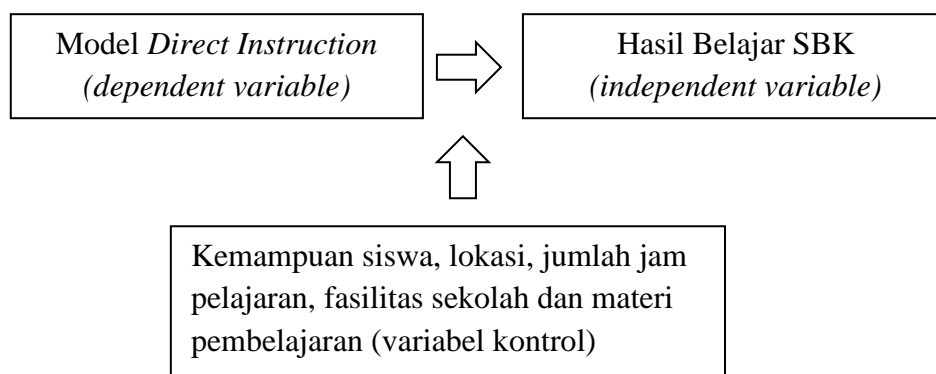 Model Direct Instruction
(dependent variable)
Hasil Belajar SBK
(independent variable)
Kemampuan siswa, lokasi, jumlah jam
pelajaran, fasilitas sekolah dan materi
pembelajaran (variabel kontrol)